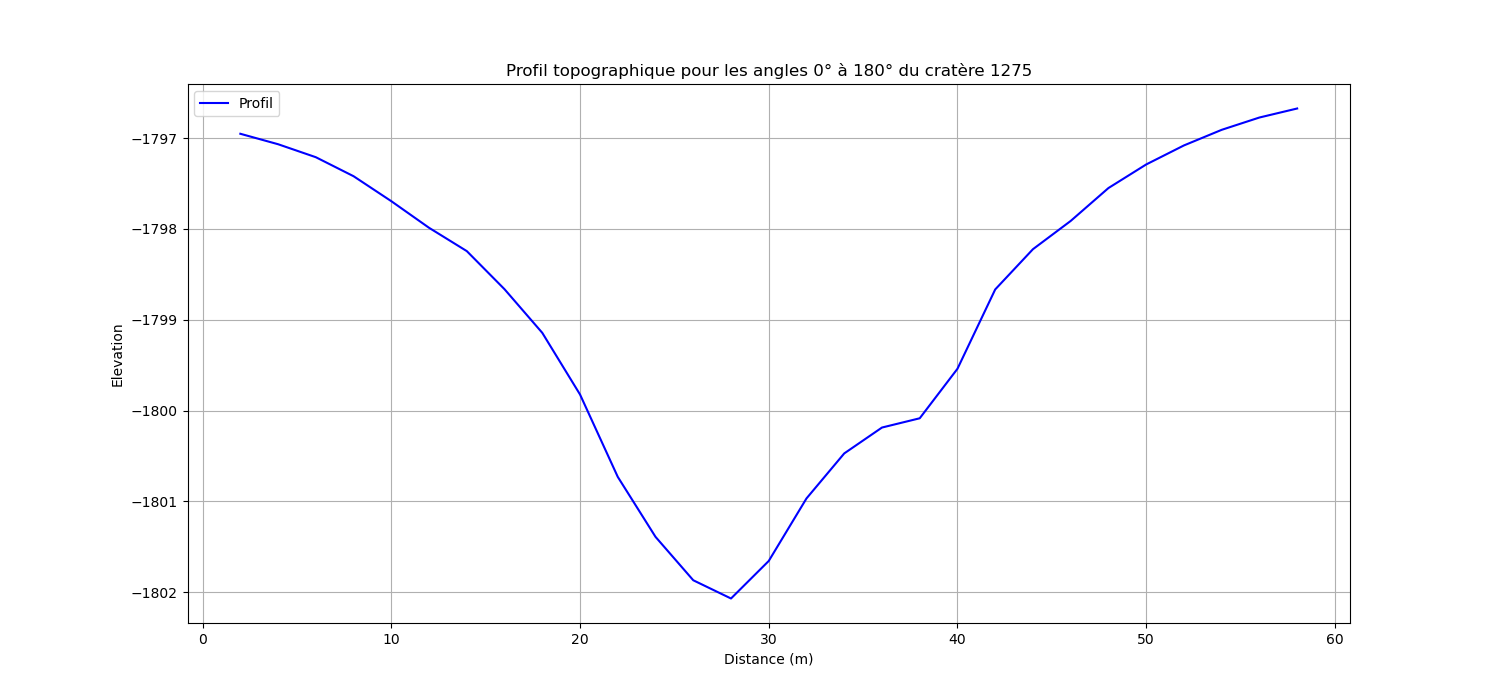 Profil topographique pour les angles 0° à 180° du cratère 1275
Profil
−1797
−1798
−1799
−1800
−1801
−1802
Elevation
0 10 20 30 40 50 60
Distance (m)